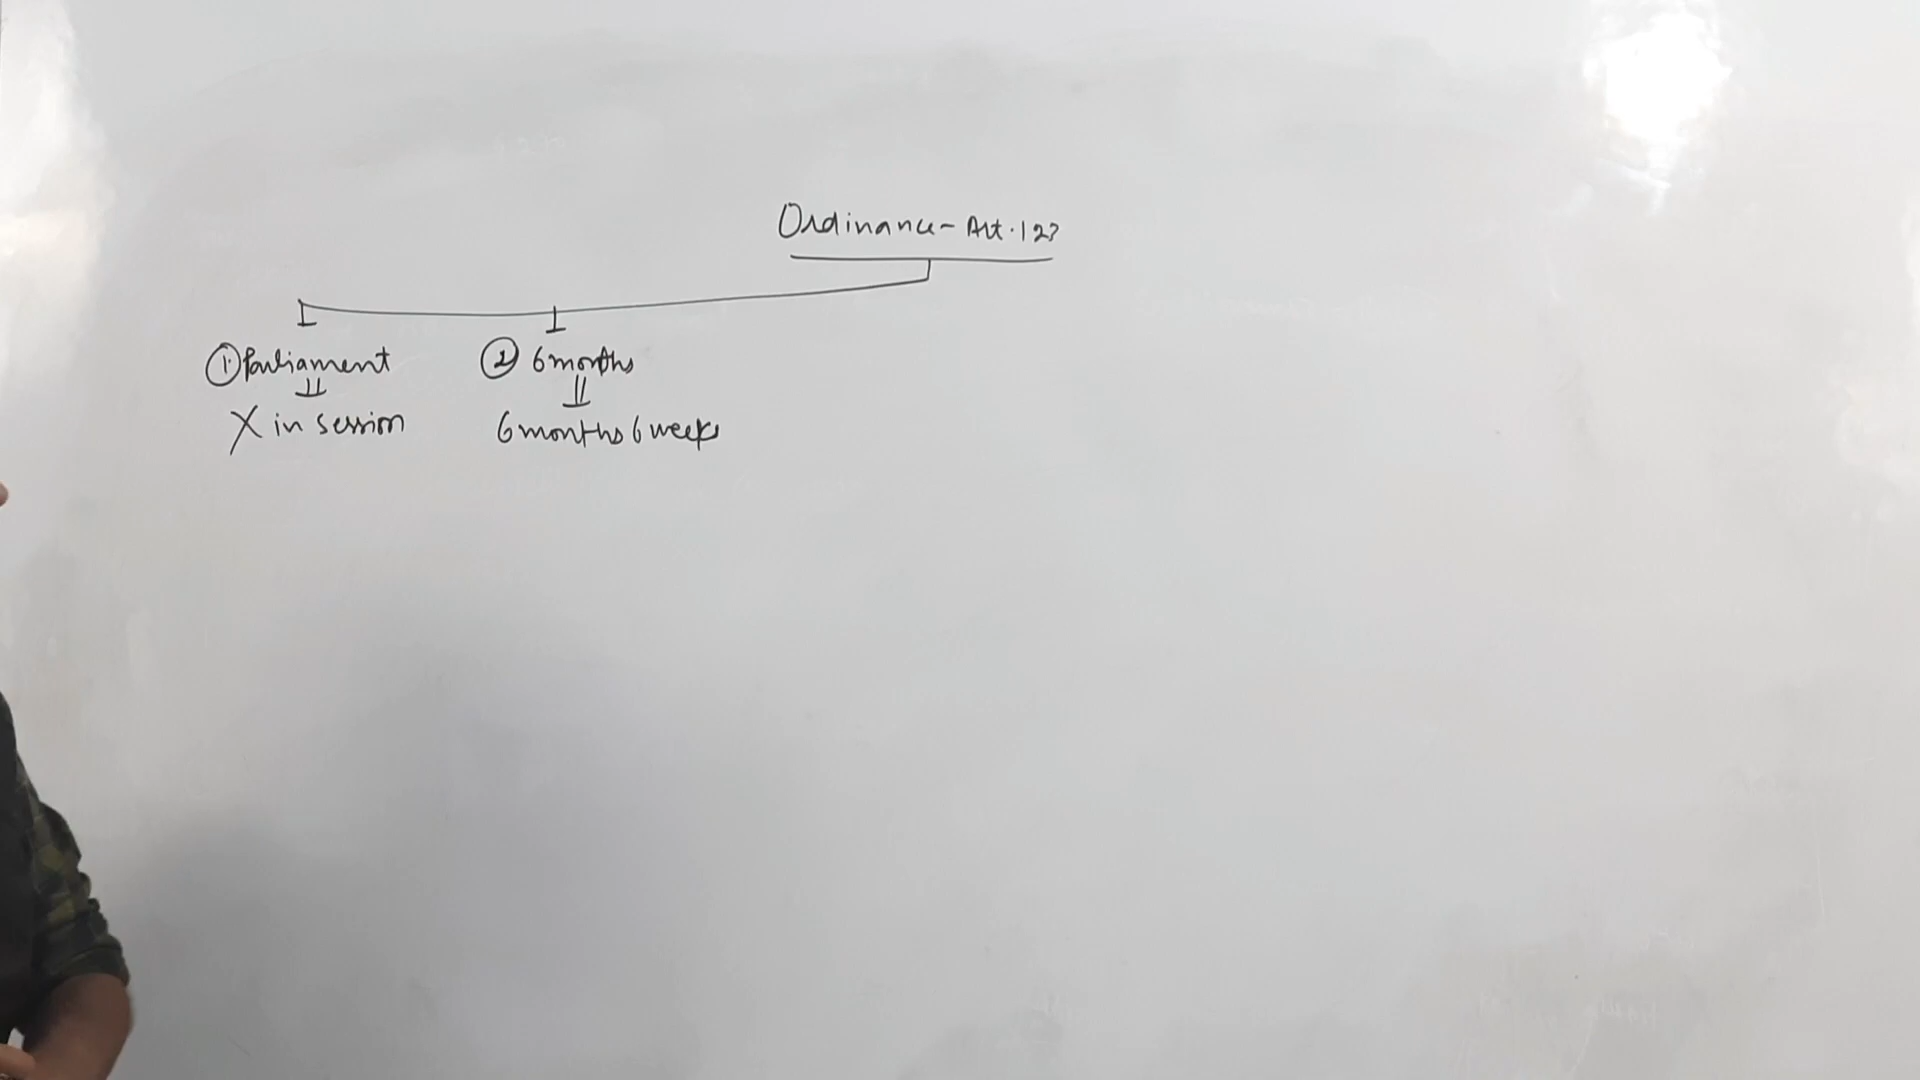 Ordinance - Art. 123
① Parliament
X in session
② 6 months
6 months 6 weeks